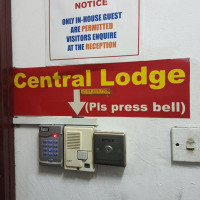 NOTICE
ONLY IN-HOUSE GUEST
ARE PERMITTED
VISITORS ENQUIRE
AT THE RECEPTION
Central Lodge
(Pls press bell)